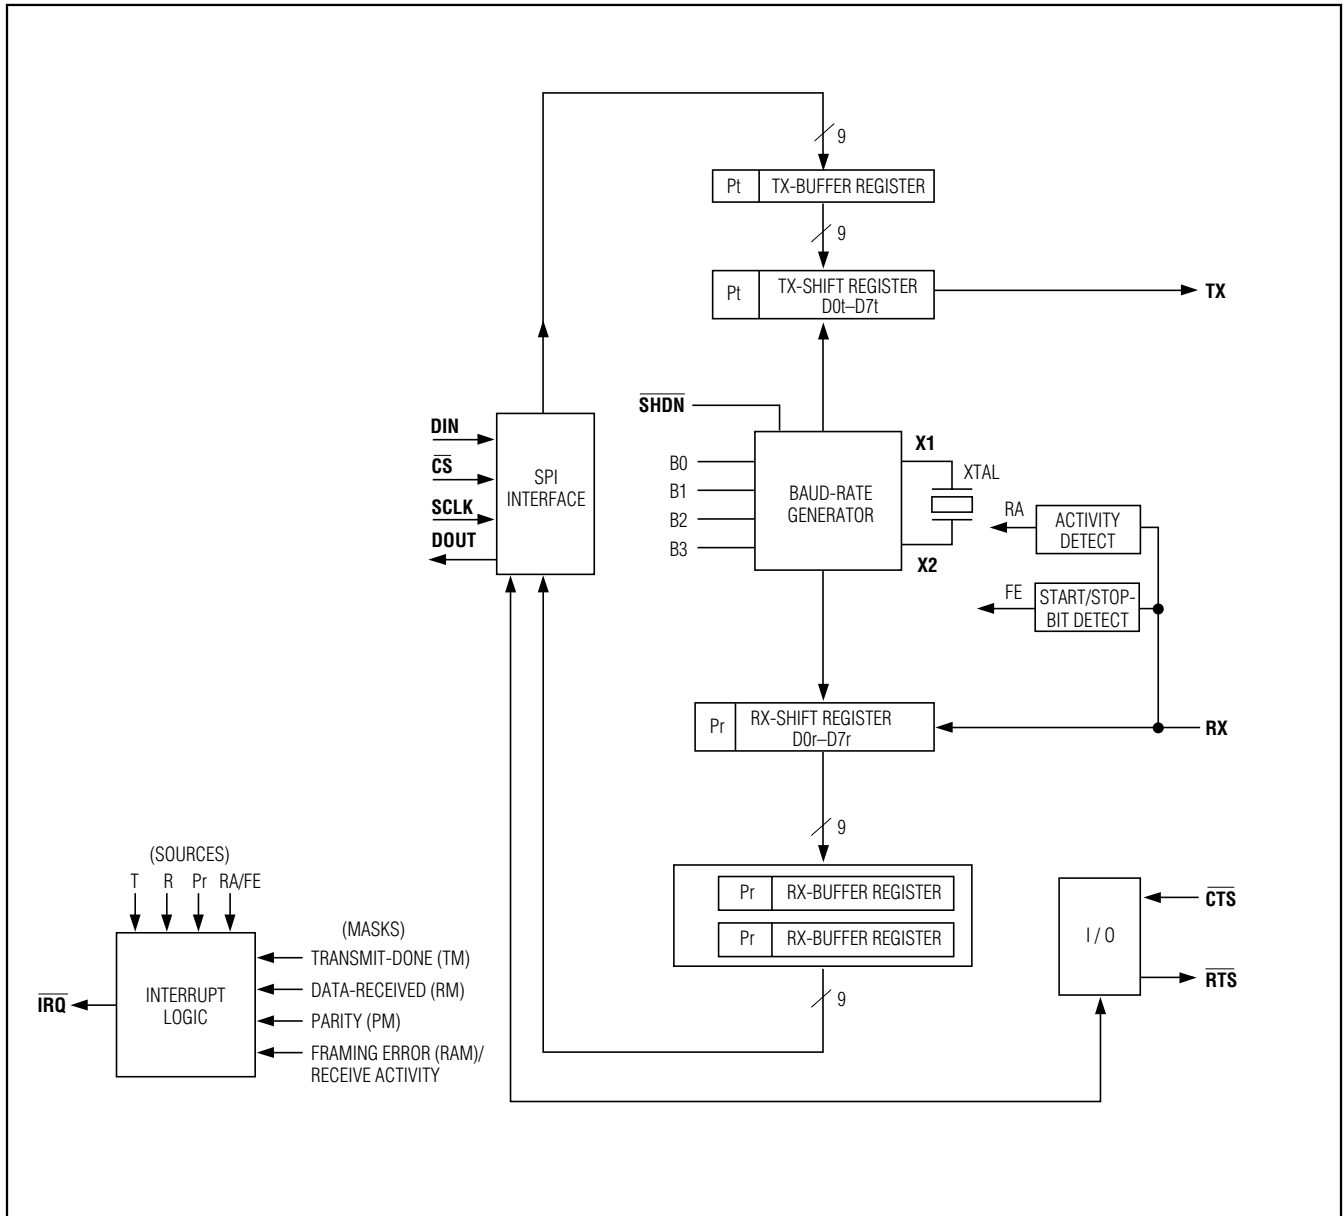 9
Pt TX-BUFFER REGISTER
9
Pt TX-SHIFT REGISTER
D0t–D7t
TX
SHDN
DIN
CS
SCLK
DOUT
SPI
INTERFACE
B0
B1
B2
B3
BAUD-RATE
GENERATOR
X1
XTAL
X2
RA
ACTIVITY
DETECT
FE
START/STOP-
BIT DETECT
Pr RX-SHIFT REGISTER
D0r–D7r
RX
9
Pr RX-BUFFER REGISTER
Pr RX-BUFFER REGISTER
9
I / O
CTS
RTS
(SOURCES)
T R Pr RA/FE
(MASKS)
TRANSMIT-DONE (TM)
DATA-RECEIVED (RM)
PARITY (PM)
FRAMING ERROR (RAM)/
RECEIVE ACTIVITY
INTERRUPT
LOGIC
IRQ